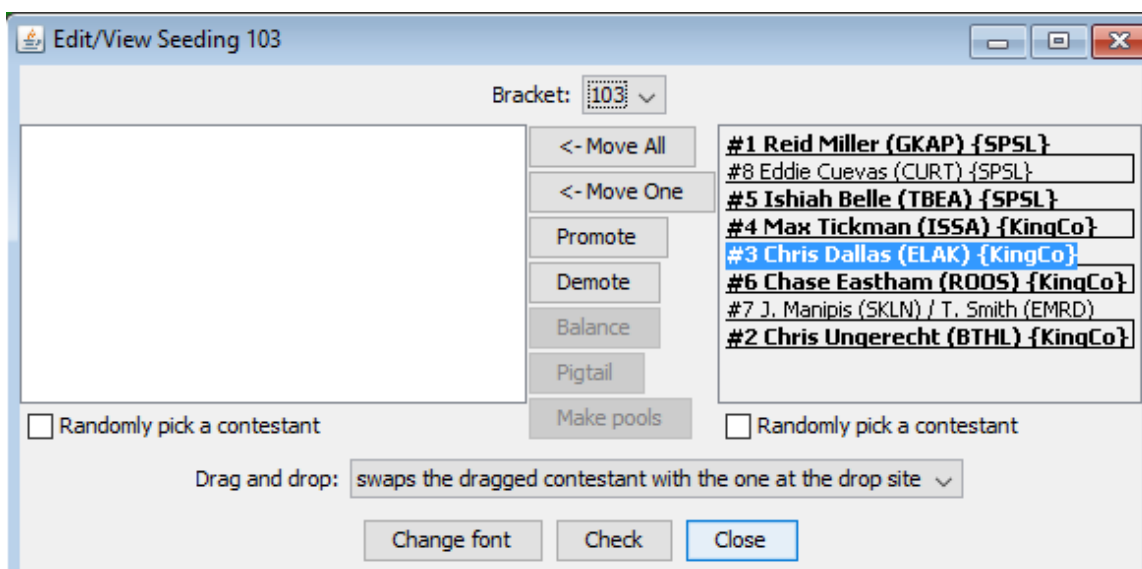 Edit/View Seeding 103
Bracket: 103
<- Move All
<- Move One
Promote
Demote
Balance
Pigtail
Make pools
#1 Reid Miller (GKAP) {SPSL}
#8 Eddie Cuevas (CURT) {SPSL}
#5 Ishiah Belle (TBEA) {SPSL}
#4 Max Tickman (ISSA) {KingCo}
#3 Chris Dallas (ELAK) {KingCo}
#6 Chase Eastham (ROOS) {KingCo}
#7 J. Manipis (SKLN) / T. Smith (EMRD)
#2 Chris Ungerecht (BTHL) {KingCo}
Randomly pick a contestant
Randomly pick a contestant
Drag and drop: swaps the dragged contestant with the one at the drop site
Change font
Check
Close